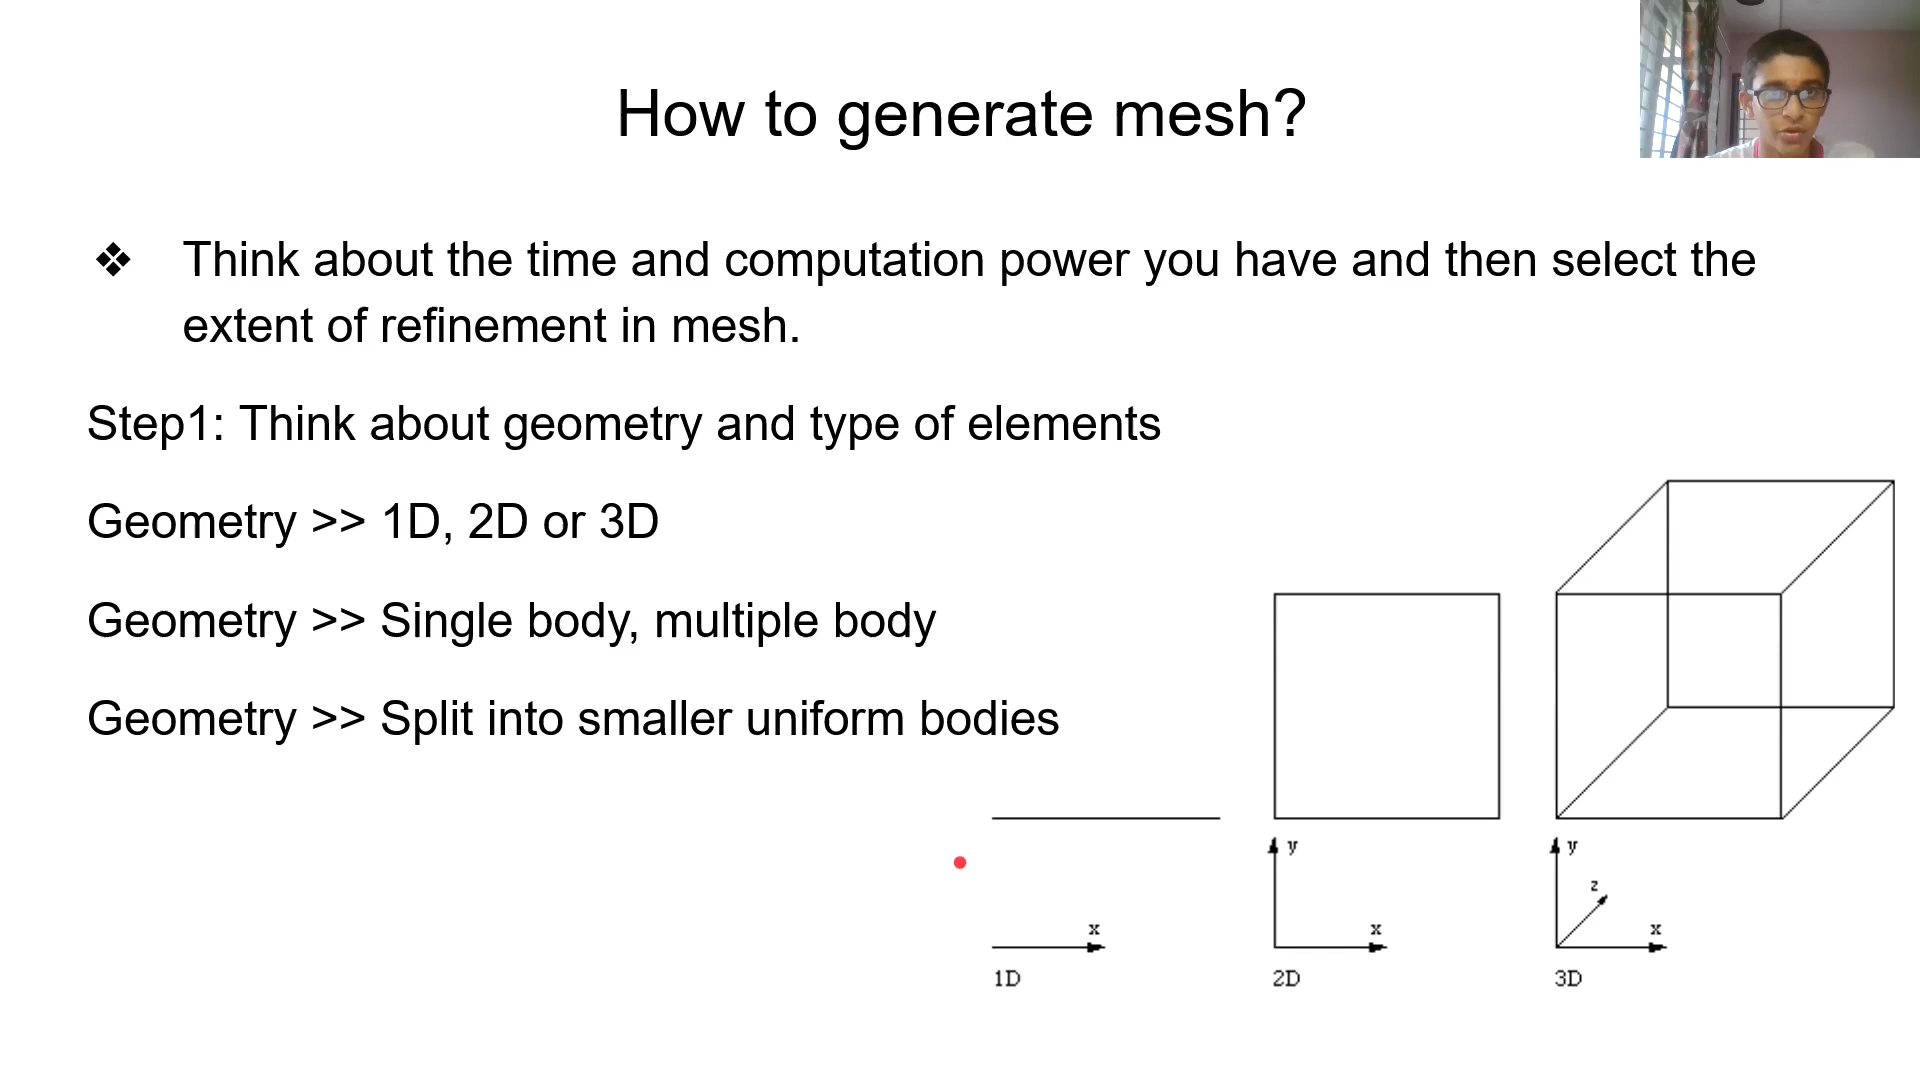 How to generate mesh?
❖ Think about the time and computation power you have and then select the
extent of refinement in mesh.
Step1: Think about geometry and type of elements
Geometry >> 1D, 2D or 3D
Geometry >> Single body, multiple body
Geometry >> Split into smaller uniform bodies
y
y
z
x
x
x
1D
2D
3D